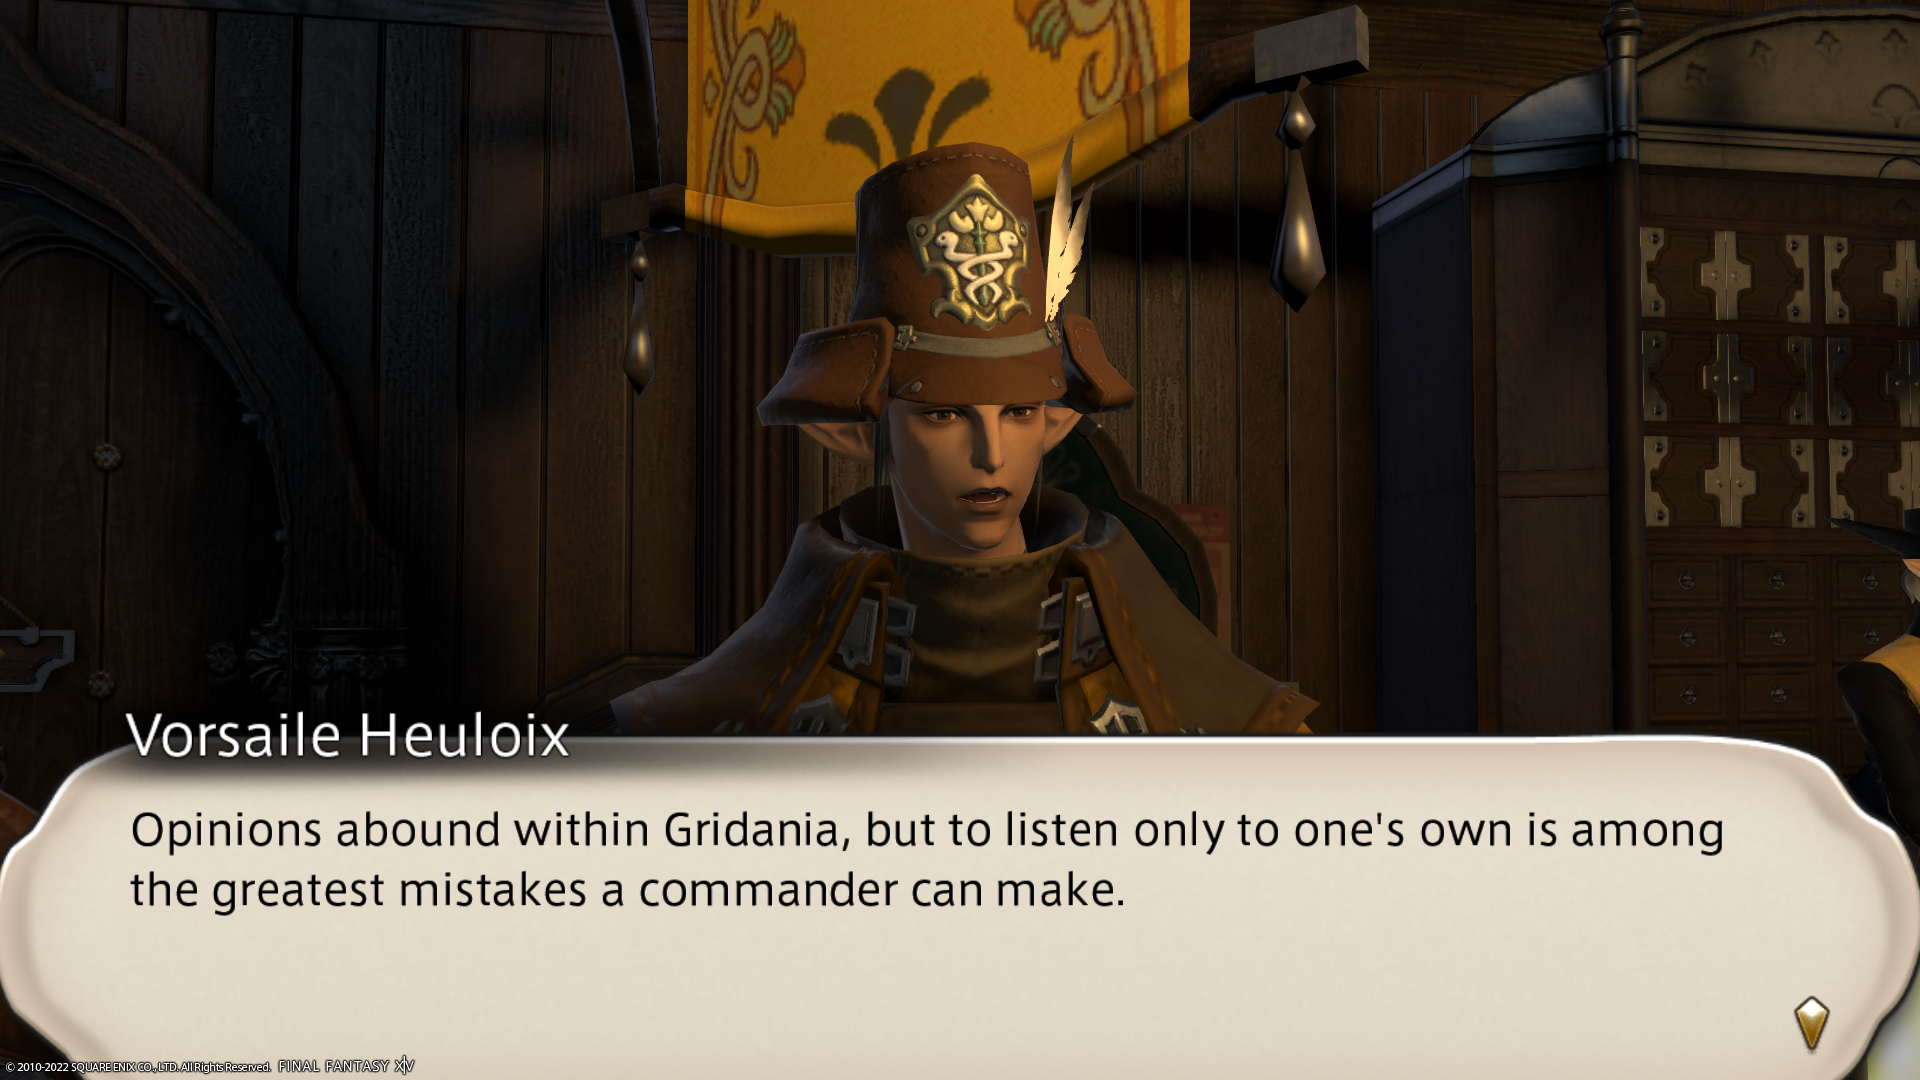 Vorsaile Heuloix
Opinions abound within Gridania, but to listen only to one's own is among
the greatest mistakes a commander can make.
© 2010-2022 SQUARE ENIX CO., LTD. All Rights Reserved. FINAL FANTASY XIV